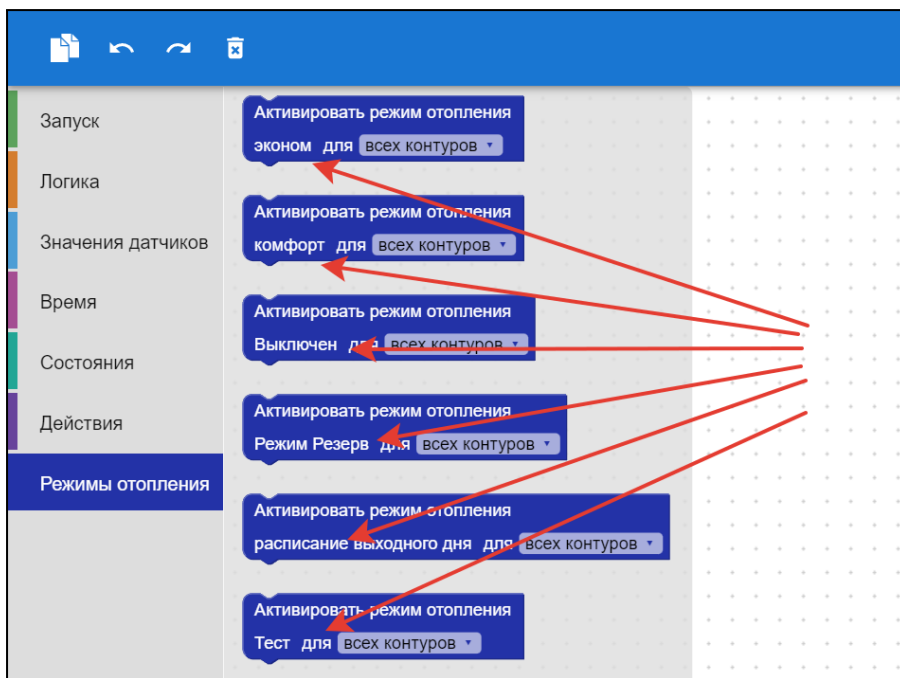 Запуск
Логика
Значения датчиков
Время
Состояния
Действия
Режимы отопления
Активировать режим отопления
эконом для всех контуров
Активировать режим отопления
комфорт для всех контуров
Активировать режим отопления
Выключен для всех контуров
Активировать режим отопления
Режим Резерв для всех контуров
Активировать режим отопления
расписание выходного дня для всех контуров
Активировать режим отопления
Тест для всех контуров